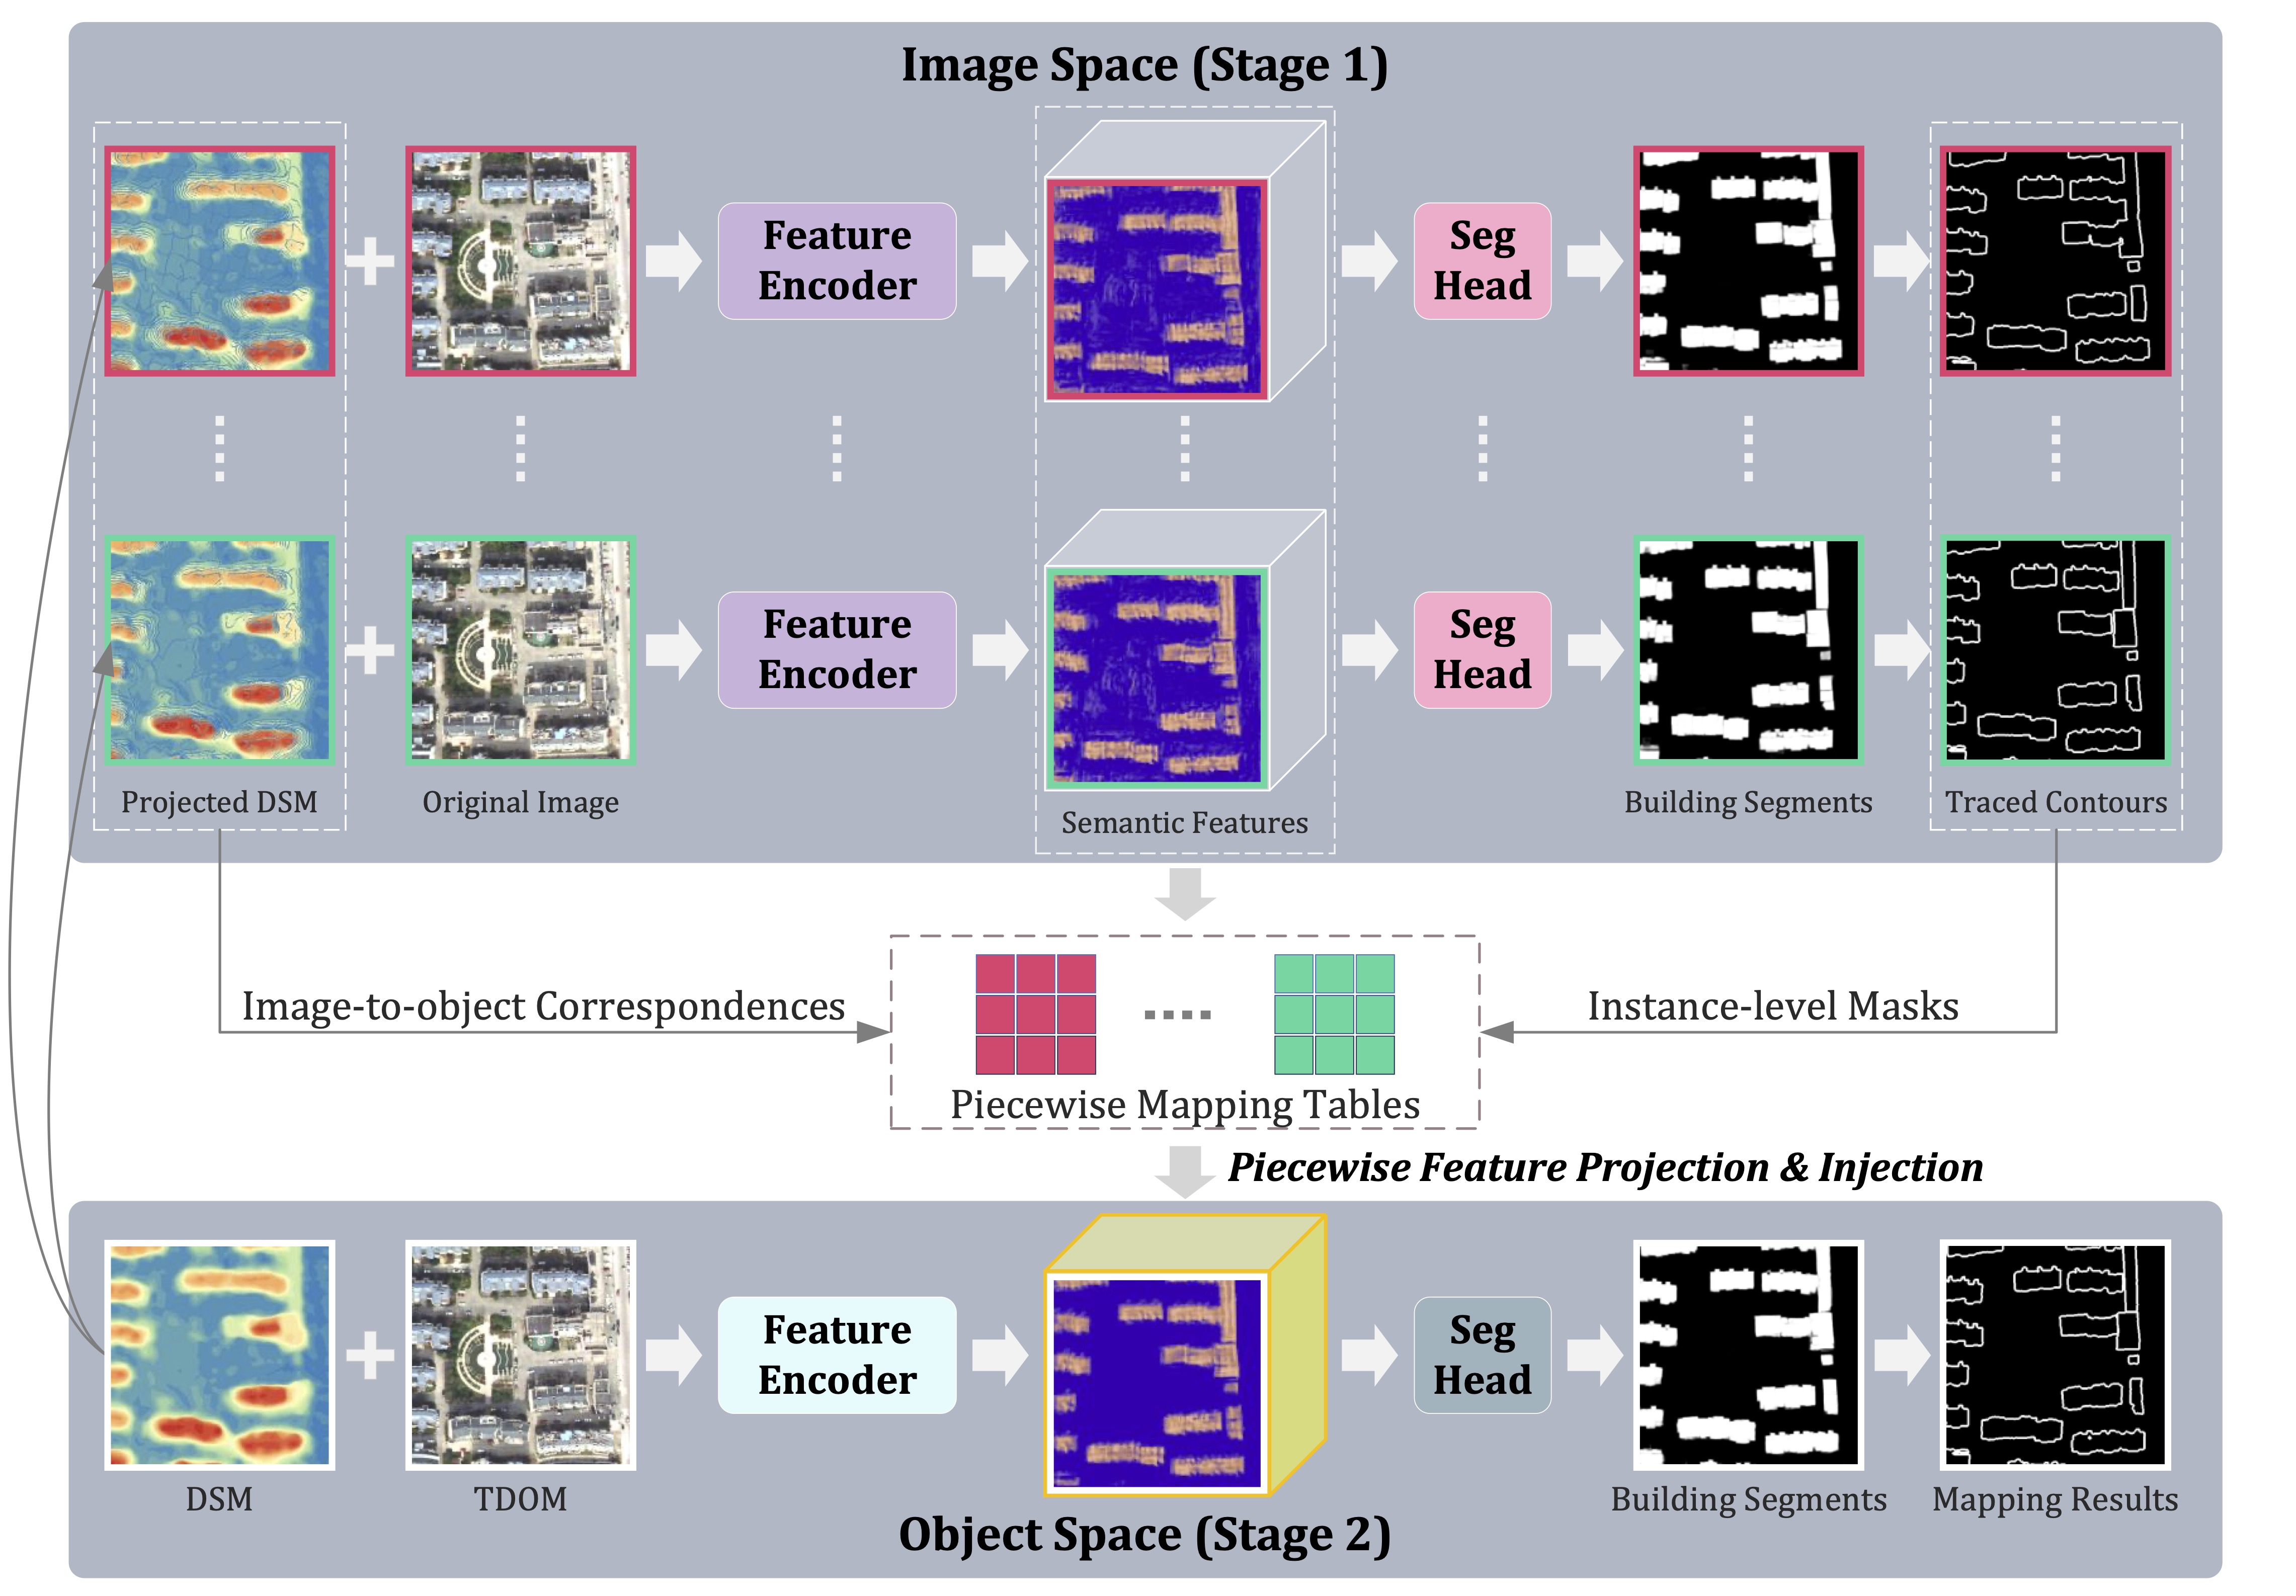 Image Space (Stage 1)
Feature
Encoder
Seg
Head
Feature
Encoder
Seg
Head
Projected DSM
Original Image
Semantic Features
Building Segments
Traced Contours
Image-to-object Correspondences
Instance-level Masks
Piecewise Mapping Tables
Piecewise Feature Projection & Injection
Feature
Encoder
Seg
Head
DSM
TDOM
Building Segments
Mapping Results
Object Space (Stage 2)